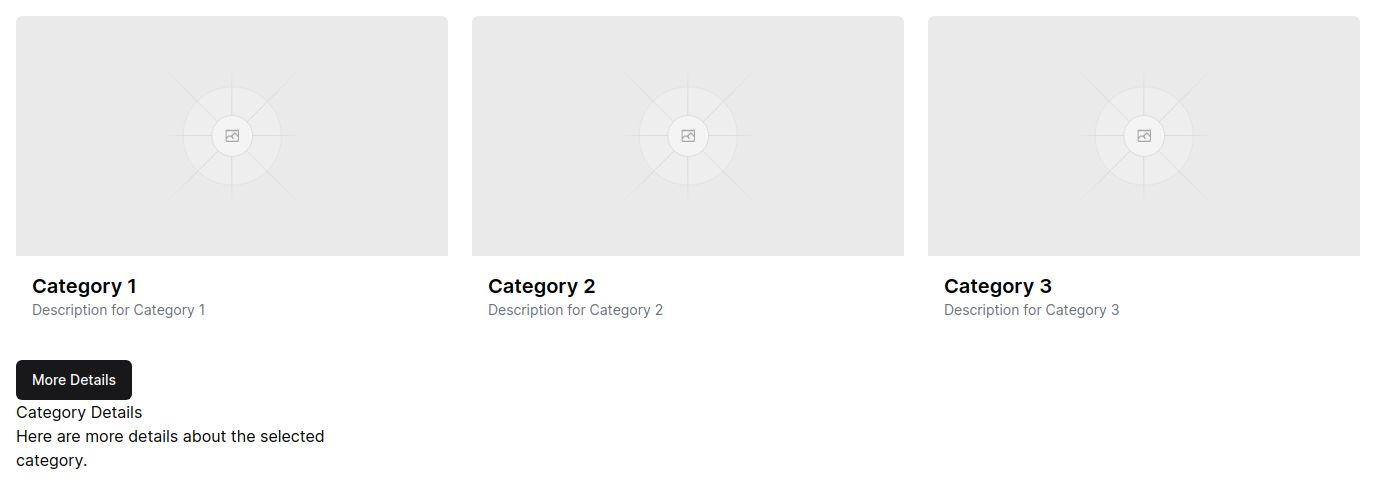 Category 1
Description for Category 1
Category 2
Description for Category 2
Category 3
Description for Category 3
More Details
Category Details
Here are more details about the selected
category.